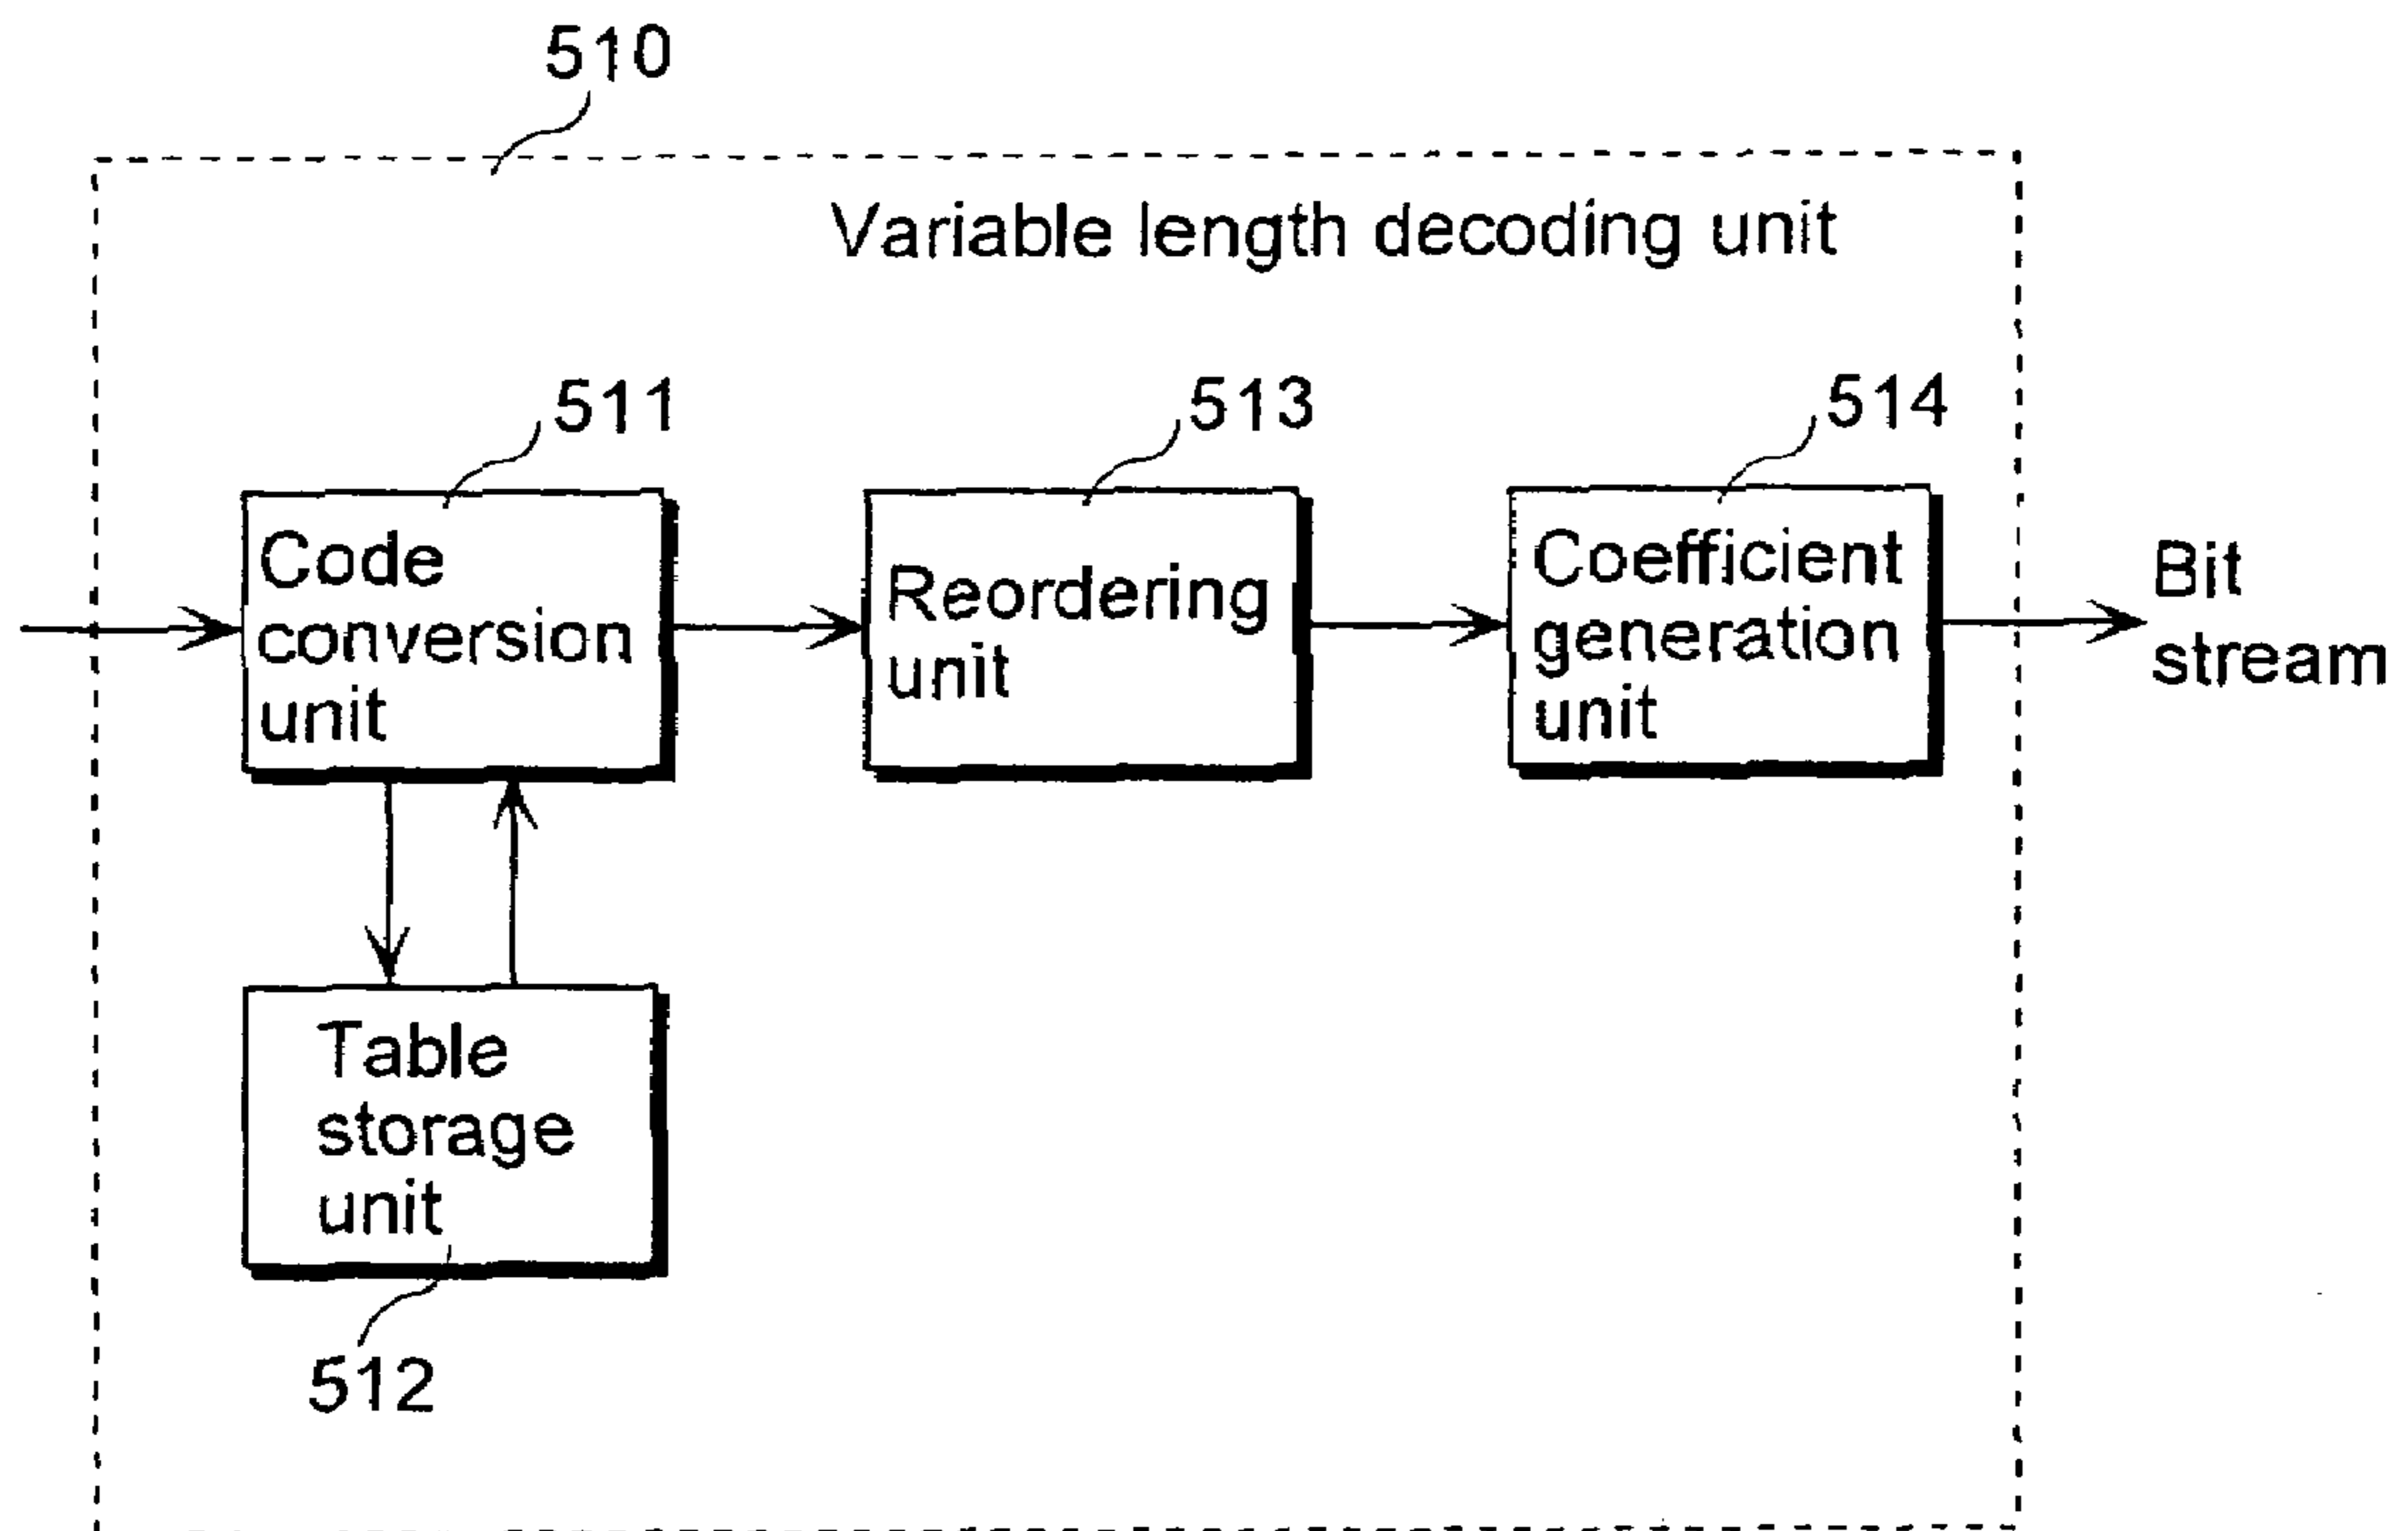 510
Variable length decoding unit
511
513
514
Code
conversion
unit
Reordering
unit
Coefficient
generation
unit
Bit
stream
Table
storage
unit
512